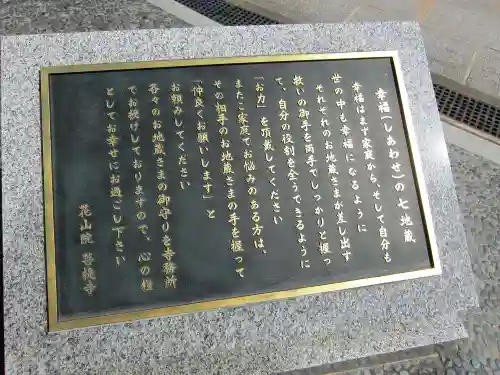 幸福(しあわせ)の七地蔵
幸福はまず家庭から、そして自分も
世の中も幸福になるように
それぞれのお地蔵さまが差し出す
救いの御手を両手でしっかりと握っ
て、自分の役割を全うできるように
「お力」を頂戴してください
またご家庭でお悩みのある方は、
その相手のお地蔵さまの手を握って
「仲良くお願いします」と
お頼みしてください
各々のお地蔵さまの御守りを寺務所
でお授けしておりますので、心の糧
としてお幸せにお過ごし下さい
花山院 菩提寺